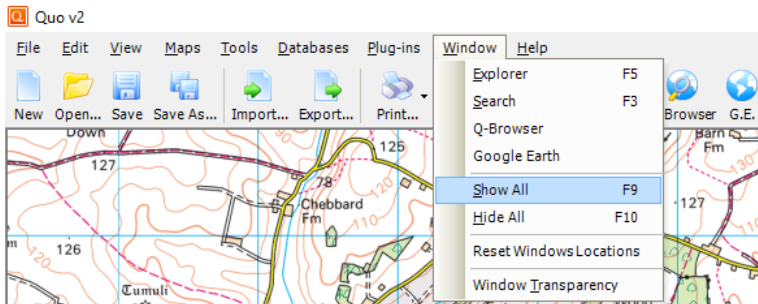 Quo v2
File Edit View Maps Tools Databases Plug-ins Window Help
New Open... Save Save As... Import... Export... Print... Browser G.E.
Explorer F5
Search F3
Q-Browser
Google Earth
Show All F9
Hide All F10
Reset Windows Locations
Window Transparency
Down
127
125
Barn
Fm
130
78
120
Chebbard
Fm
110
127
m
120
126
Tumuli